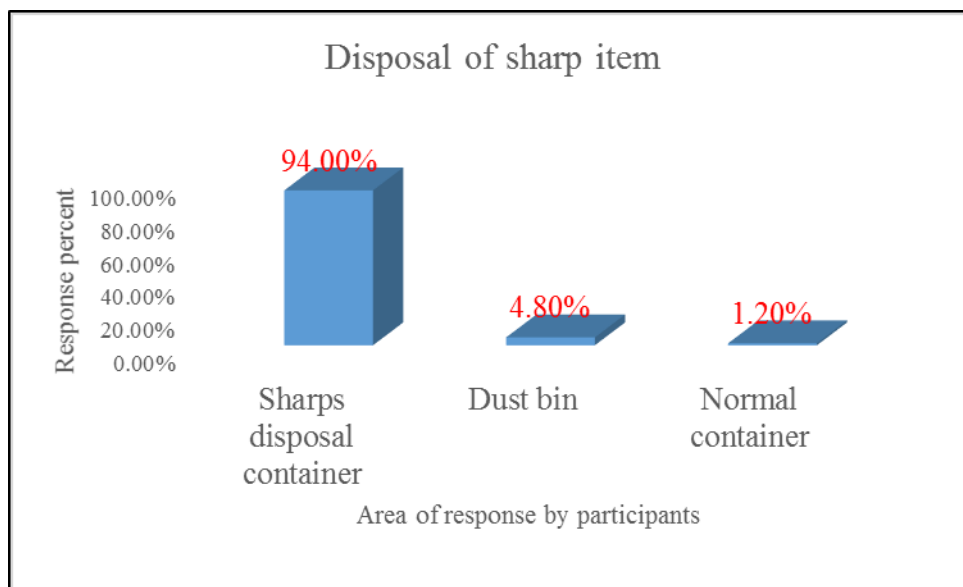 Disposal of sharp item
Response percent
100.00%
80.00%
60.00%
40.00%
20.00%
0.00%
94.00%
4.80%
1.20%
Sharps
disposal
container
Dust bin
Normal
container
Area of response by participants